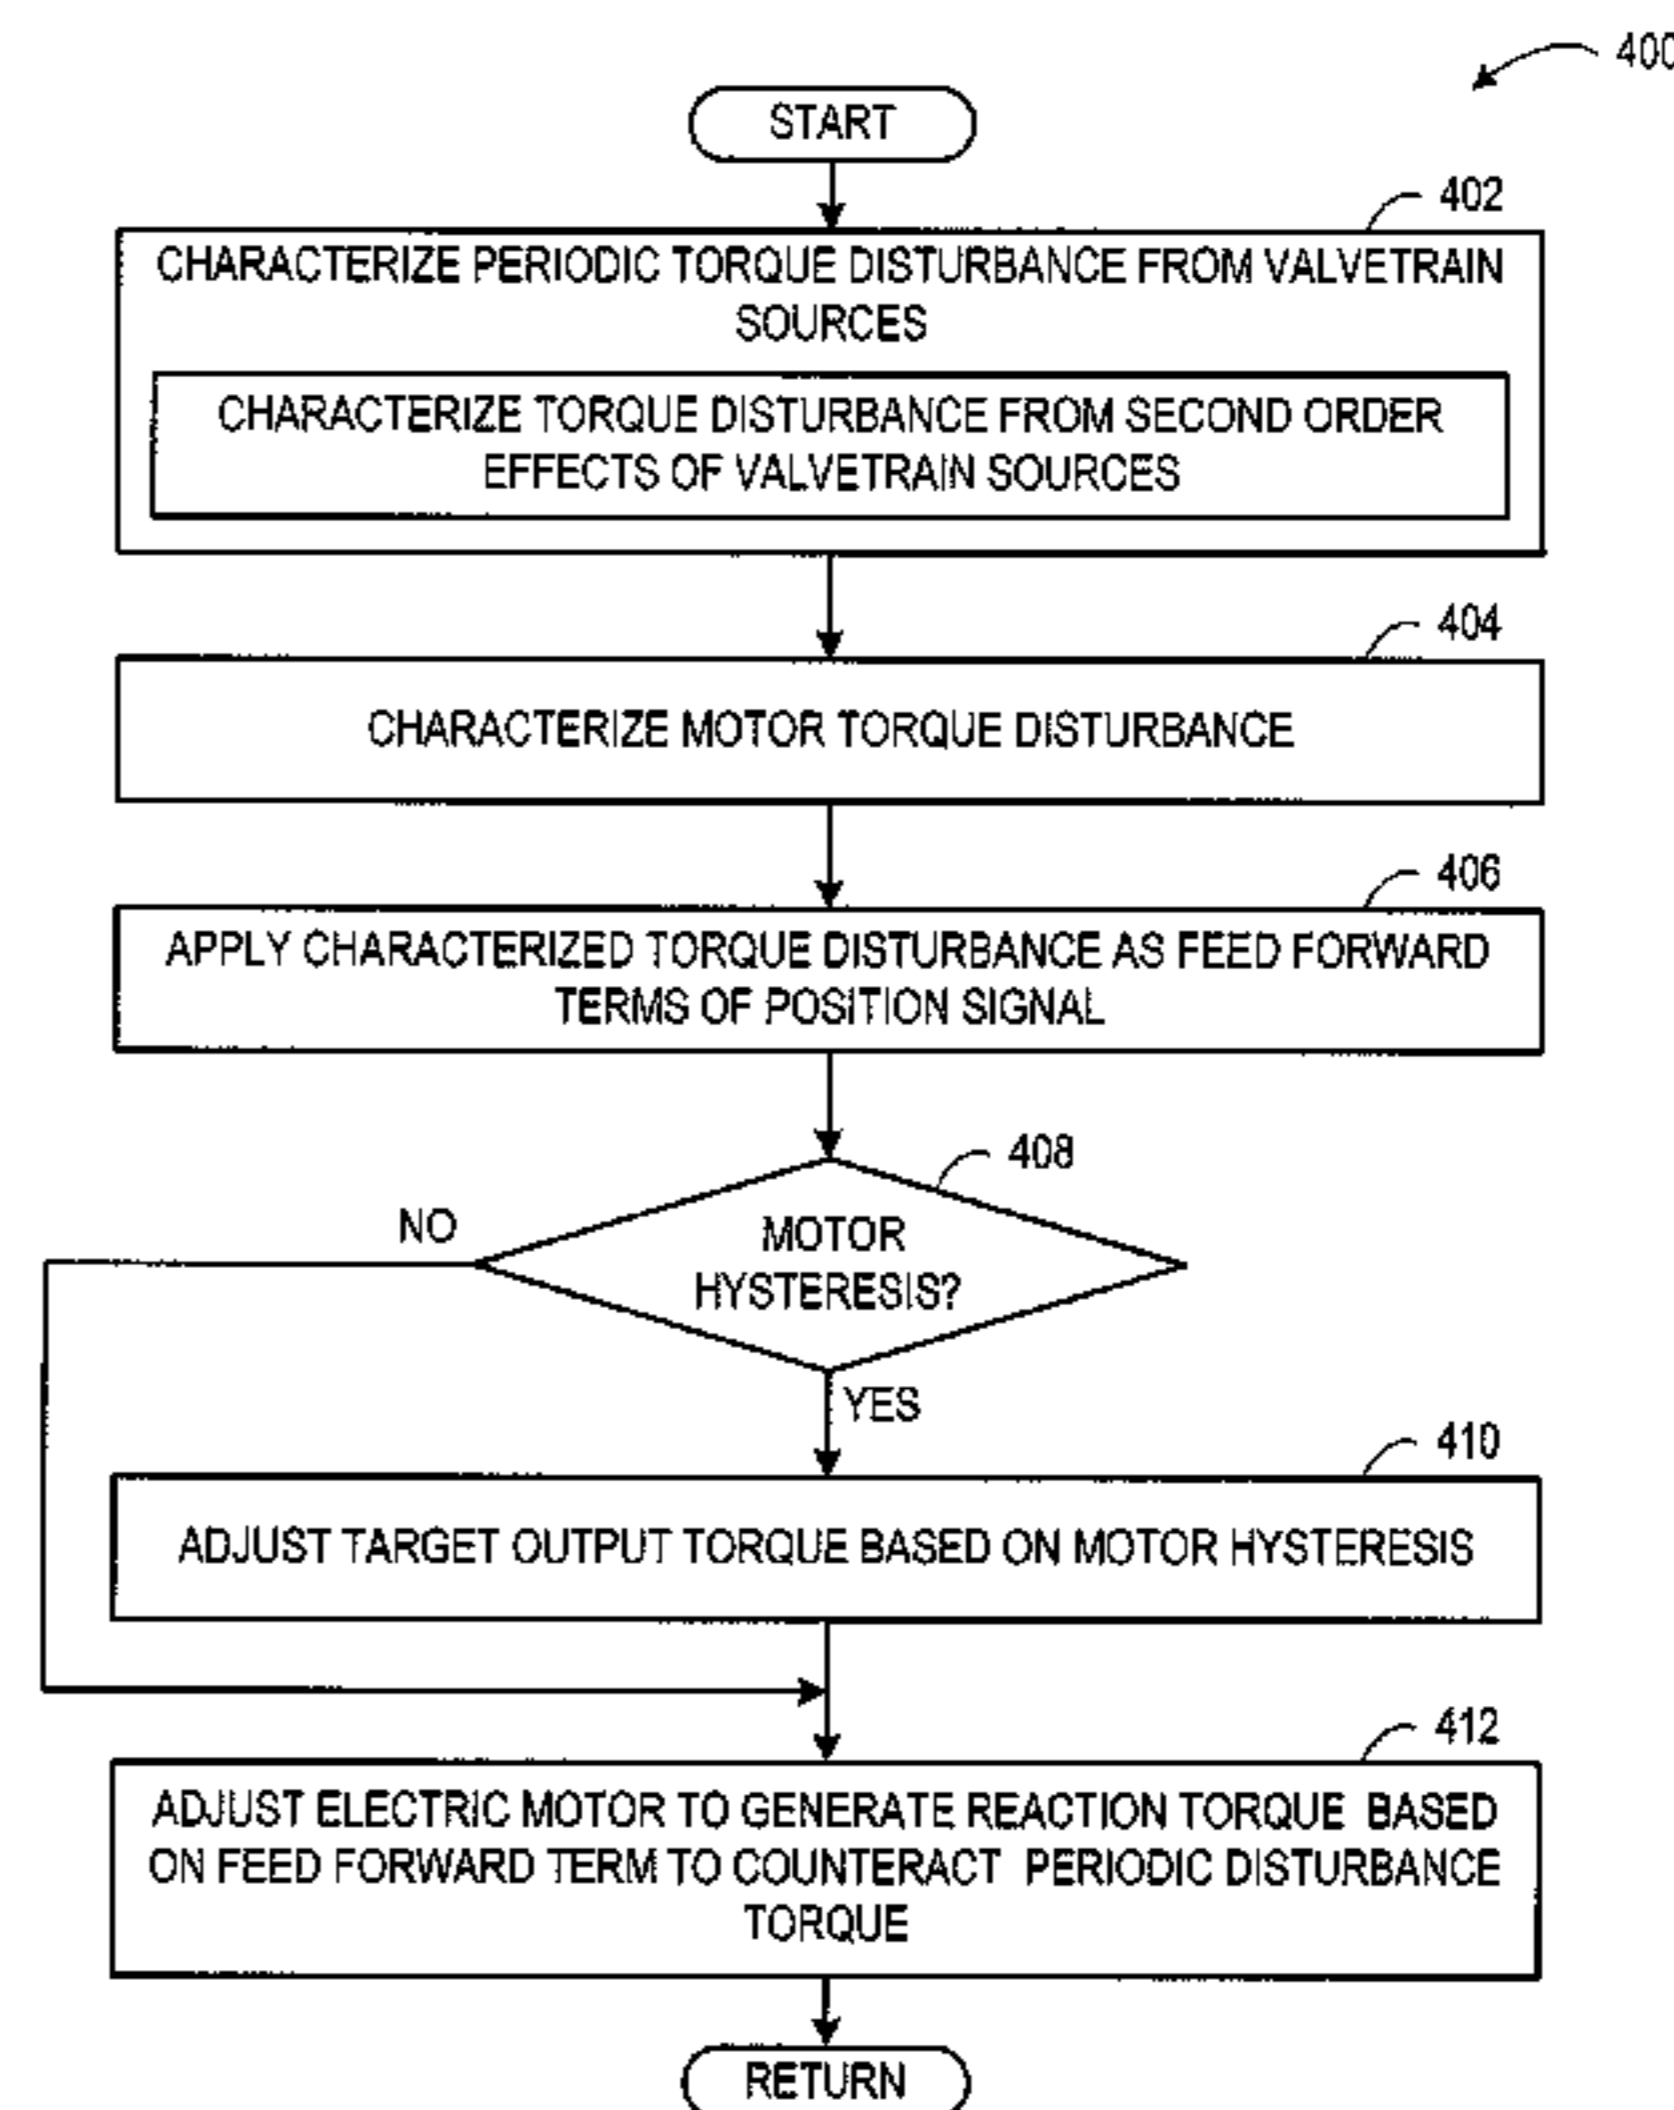 400
START
402
CHARACTERIZE PERIODIC TORQUE DISTURBANCE FROM VALVETRAIN
SOURCES
CHARACTERIZE TORQUE DISTURBANCE FROM SECOND ORDER
EFFECTS OF VALVETRAIN SOURCES
404
CHARACTERIZE MOTOR TORQUE DISTURBANCE
406
APPLY CHARACTERIZED TORQUE DISTURBANCE AS FEED FORWARD
TERMS OF POSITION SIGNAL
408
NO
MOTOR
HYSTERESIS?
YES
410
ADJUST TARGET OUTPUT TORQUE BASED ON MOTOR HYSTERESIS
412
ADJUST ELECTRIC MOTOR TO GENERATE REACTION TORQUE BASED
ON FEED FORWARD TERM TO COUNTERACT PERIODIC DISTURBANCE
TORQUE
RETURN